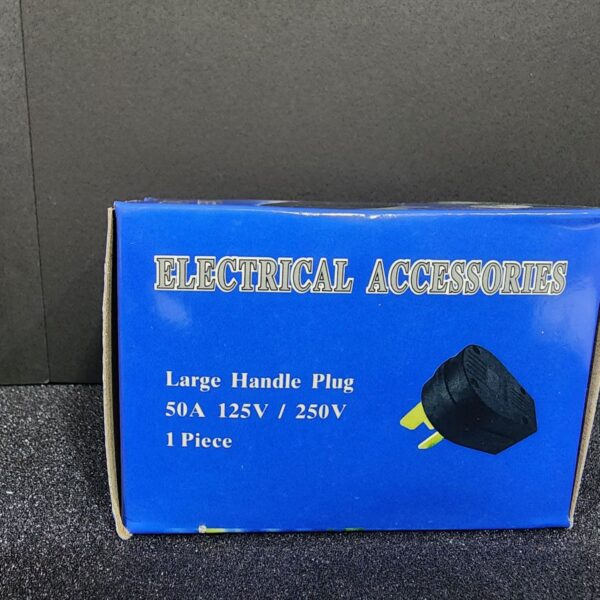 ELECTRICAL ACCESSORIES
Large Handle Plug
50A 125V / 250V
1 Piece